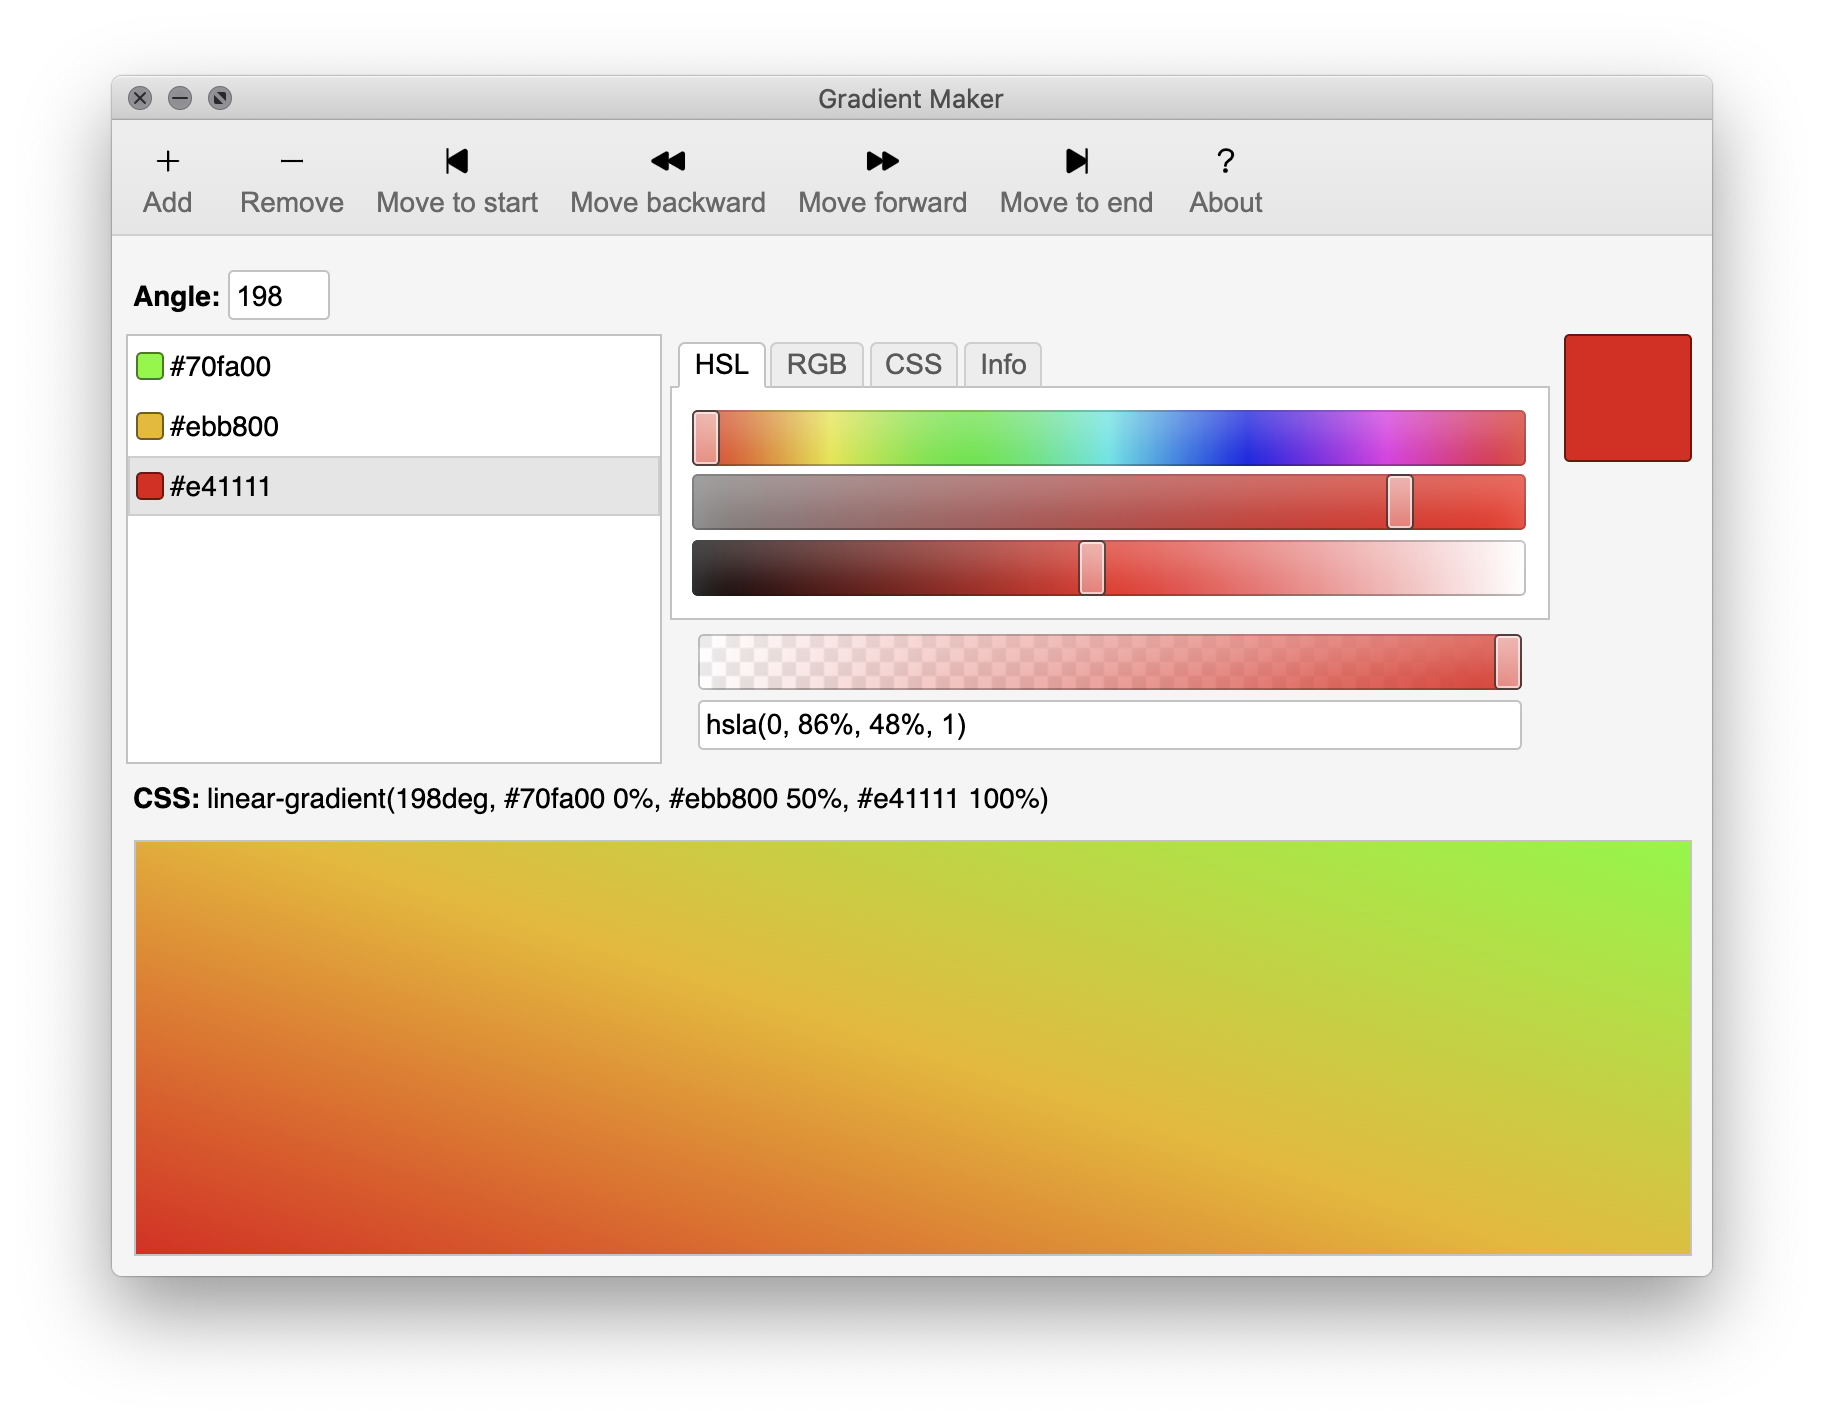 Gradient Maker
Add Remove Move to start Move backward Move forward Move to end ? About
Angle: 198
#70fa00
#ebb800
#e41111
HSL RGB CSS Info
hsla(0, 86%, 48%, 1)
CSS: linear-gradient(198deg, #70fa00 0%, #ebb800 50%, #e41111 100%)